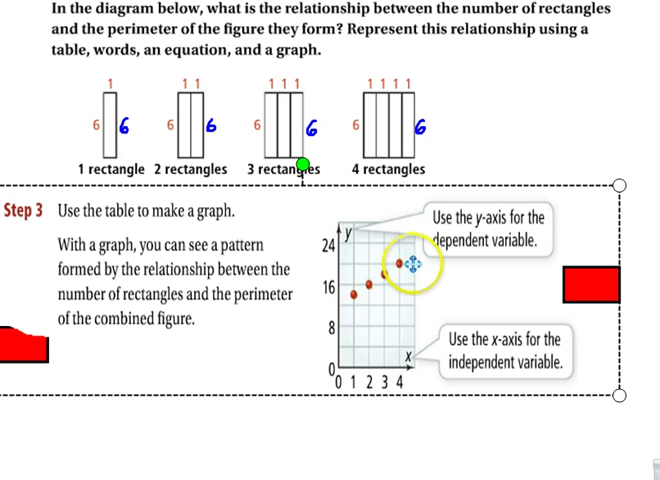 In the diagram below, what is the relationship between the number of rectangles
and the perimeter of the figure they form? Represent this relationship using a
table, words, an equation, and a graph.
1 1 1 1 1 1 1 1 1 1
6 6 6 6 6 6 6 6
1 rectangle 2 rectangles 3 rectangles 4 rectangles
Step 3 Use the table to make a graph.
With a graph, you can see a pattern
formed by the relationship between the
number of rectangles and the perimeter
of the combined figure.
y
24
16
8
0
x
0 1 2 3 4
Use the y-axis for the
dependent variable.
Use the x-axis for the
independent variable.